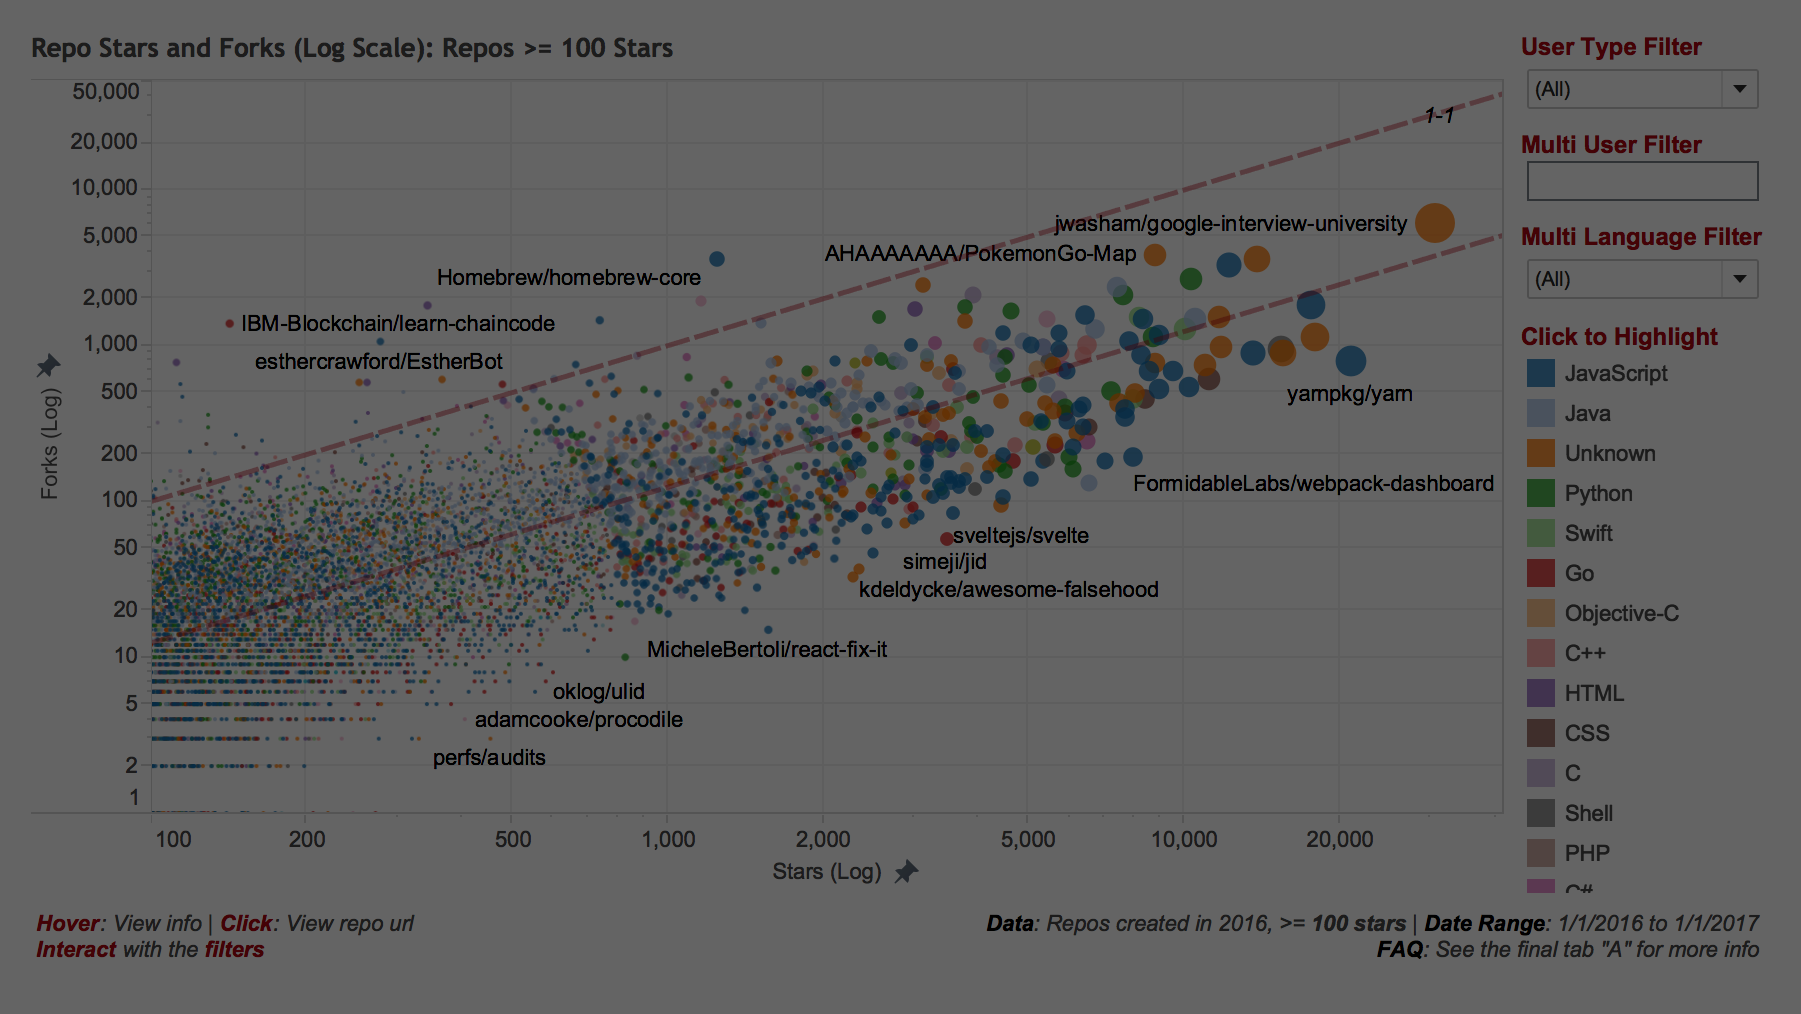 Repo Stars and Forks (Log Scale): Repos >= 100 Stars
50,000
20,000
10,000
5,000
2,000
1,000
500
200
100
50
20
10
5
2
1
Forks (Log)
1-1
jwasham/google-interview-university
AHAAAAAAA/PokemonGo-Map
Homebrew/homebrew-core
IBM-Blockchain/learn-chaincode
esthercrawford/EstherBot
yarnpkg/yarn
FormidableLabs/webpack-dashboard
sveltejs/svelte
simeji/jid
kdeldycke/awesome-falsehood
MicheleBertoli/react-fix-it
oklog/ulid
adamcooke/procodile
perfs/audits
100 200 500 1,000 2,000 5,000 10,000 20,000
Stars (Log)
User Type Filter
(All)
Multi User Filter
Multi Language Filter
(All)
Click to Highlight
JavaScript
Java
Unknown
Python
Swift
Go
Objective-C
C++
HTML
CSS
C
Shell
PHP
C#
Hover: View info | Click: View repo url
Interact with the filters
Data: Repos created in 2016, >= 100 stars | Date Range: 1/1/2016 to 1/1/2017
FAQ: See the final tab "A" for more info